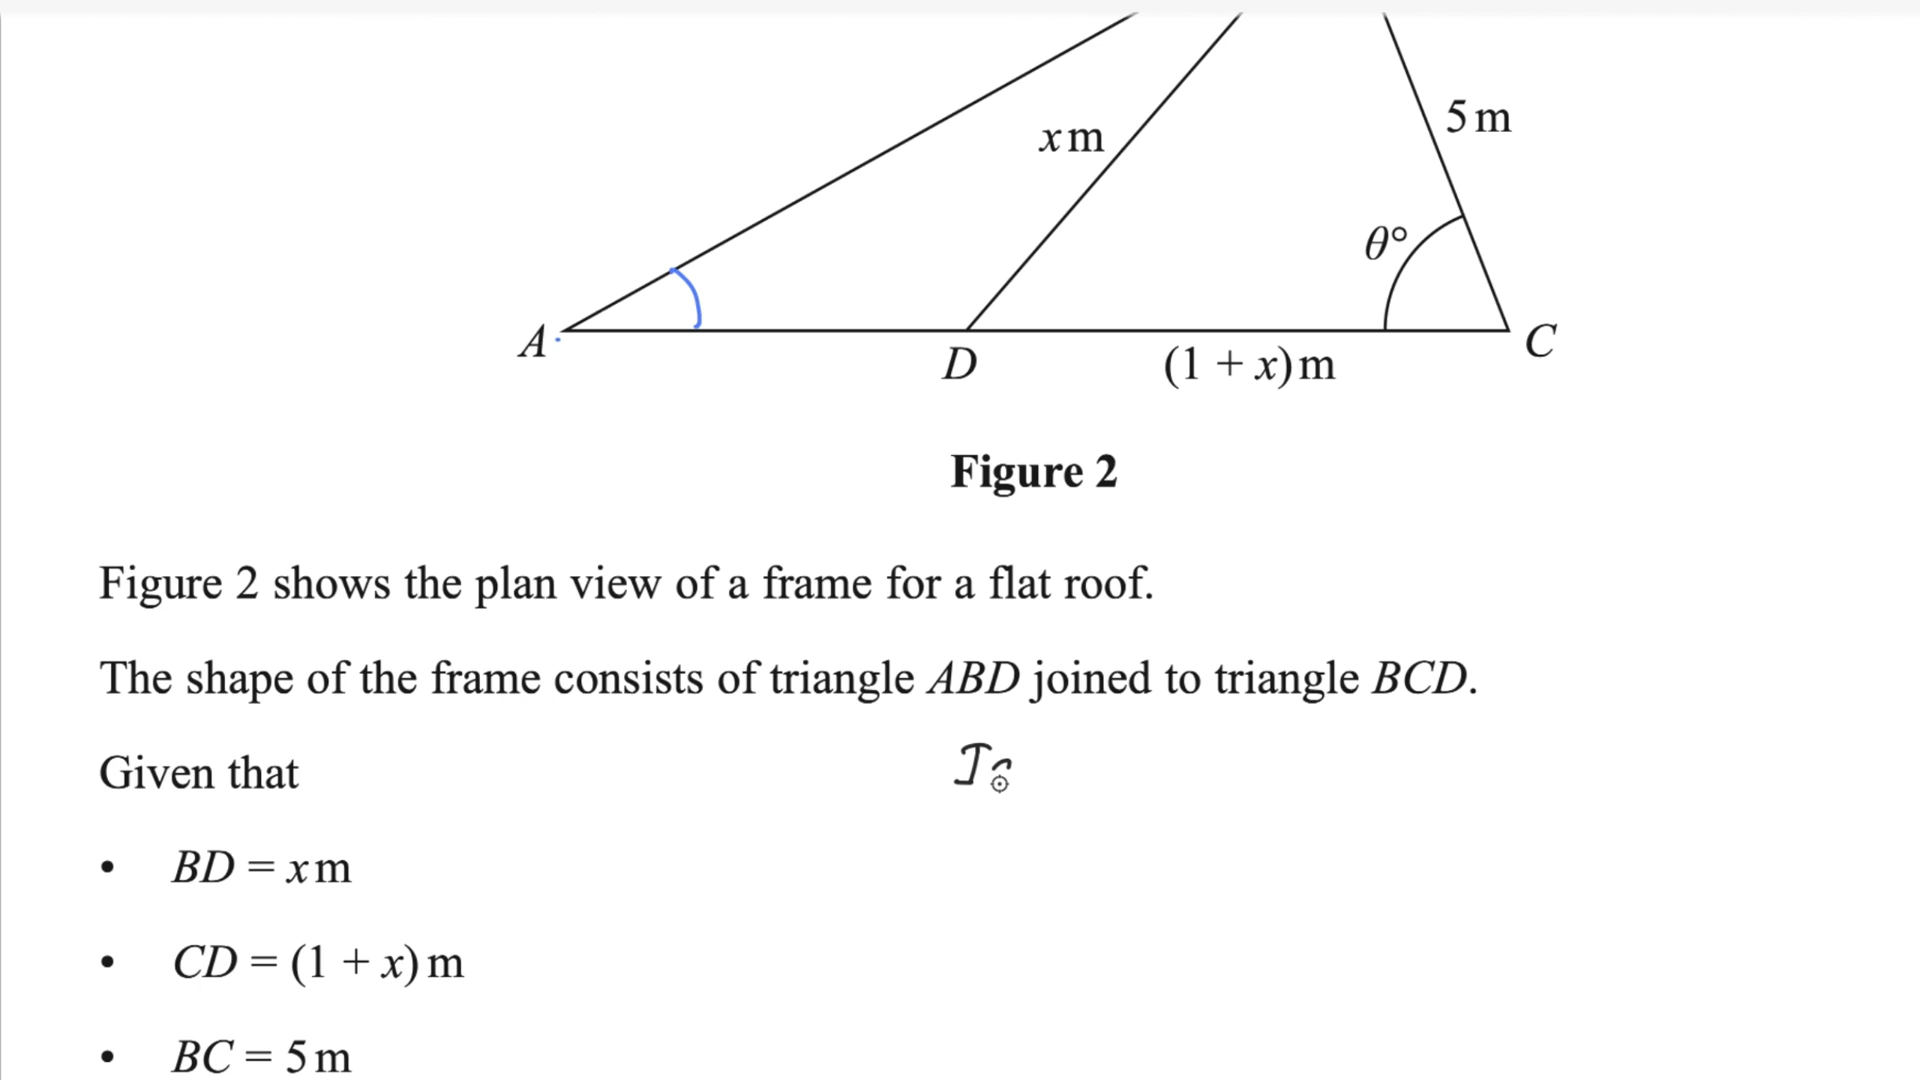 5 m
x m
θ°
A
D
(1 + x) m
C
Figure 2
Figure 2 shows the plan view of a frame for a flat roof.
The shape of the frame consists of triangle ABD joined to triangle BCD.
Given that
• BD = x m
• CD = (1 + x) m
• BC = 5 m